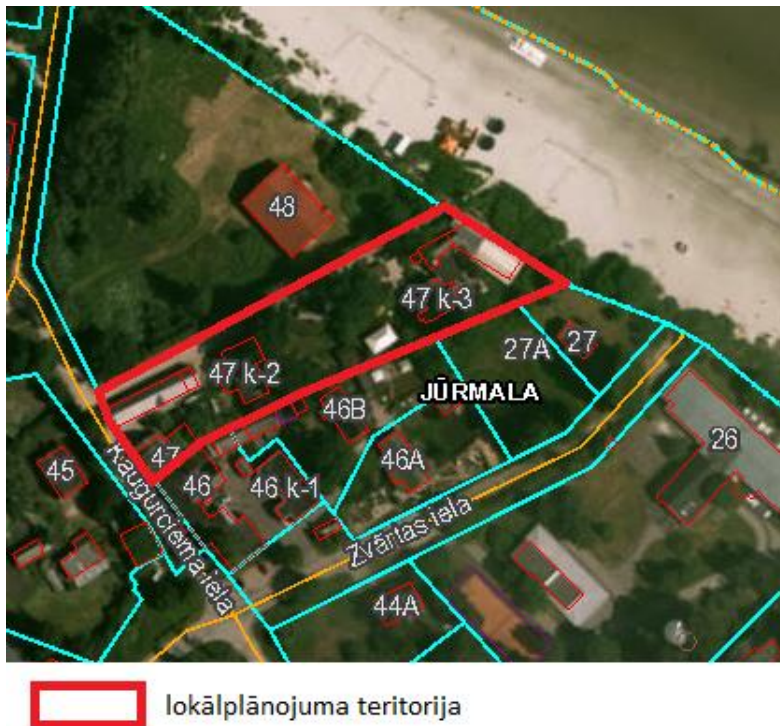 48
47 k-3
27
27A
47 k-2
46B
JŪRMALA
26
47
45
46
46A
46 k-1
Kaugurciema iela
Zvārtas iela
44A
lokālplānojuma teritorija